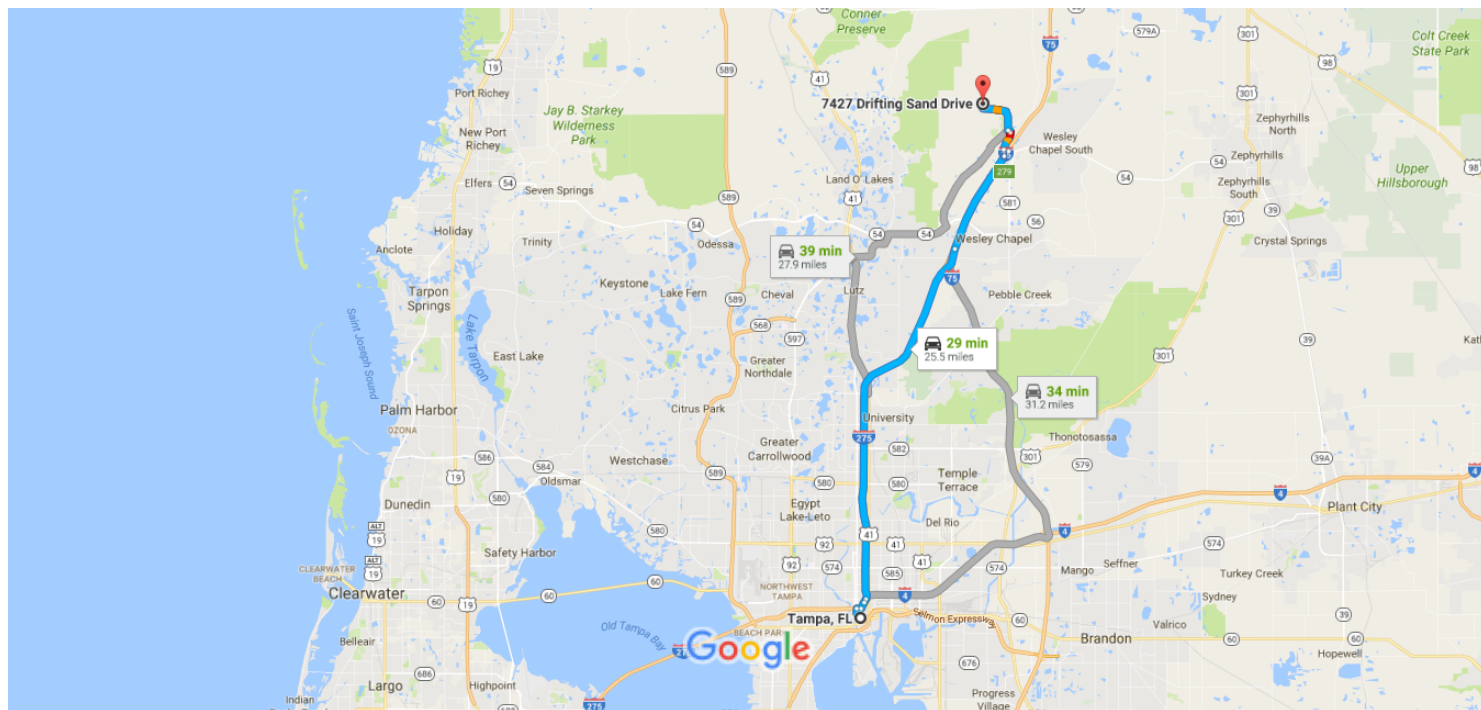 Conner
Preserve
579A
301
Colt Creek
State Park
19
589
41
75
98
7427 Drifting Sand Drive
Port Richey
Jay B. Starkey
Wilderness
Park
New Port
Richey
Zephyrhills
North
Wesley
Chapel South
Zephyrhills
Upper
Hillsborough
98
Elfers
54
Seven Springs
Land O' Lakes
41
279
54
Zephyrhills
South
589
581
56
301
39
54
54
Holiday
Trinity
Odessa
Anclote
39 min
27.9 miles
Wesley Chapel
Crystal Springs
Tarpon
Springs
Keystone
Lake Fern
589
Cheval
Lutz
75
Pebble Creek
Saint Joseph Sound
Lake Tarpon
568
597
East Lake
Greater
Northdale
29 min
25.5 miles
301
39
Palm Harbor
OZONA
Citrus Park
34 min
31.2 miles
University
275
Thonotosassa
Greater
Carrollwood
582
301
579
586
584
Westchase
39A
19
580
Oldsmar
589
580
580
Temple
Terrace
4
4
Dunedin
Egypt
Lake-Leto
Plant City
ALT
19
580
Del Rio
Safety Harbor
92
41
41
4
574
ALT
19
92
574
41
585
574
Mango
Seffner
Turkey Creek
CLEARWATER
BEACH
Clearwater
60
60
NORTHWEST
TAMPA
4
Sydney
19
Tampa, FL
Selmon Expressway
Valrico
39
Belleair
Old Tampa Bay
BEACH PAR
Google
Brandon
60
Hopewell
686
676
Largo
Highpoint
275
Progress
Village
Indian